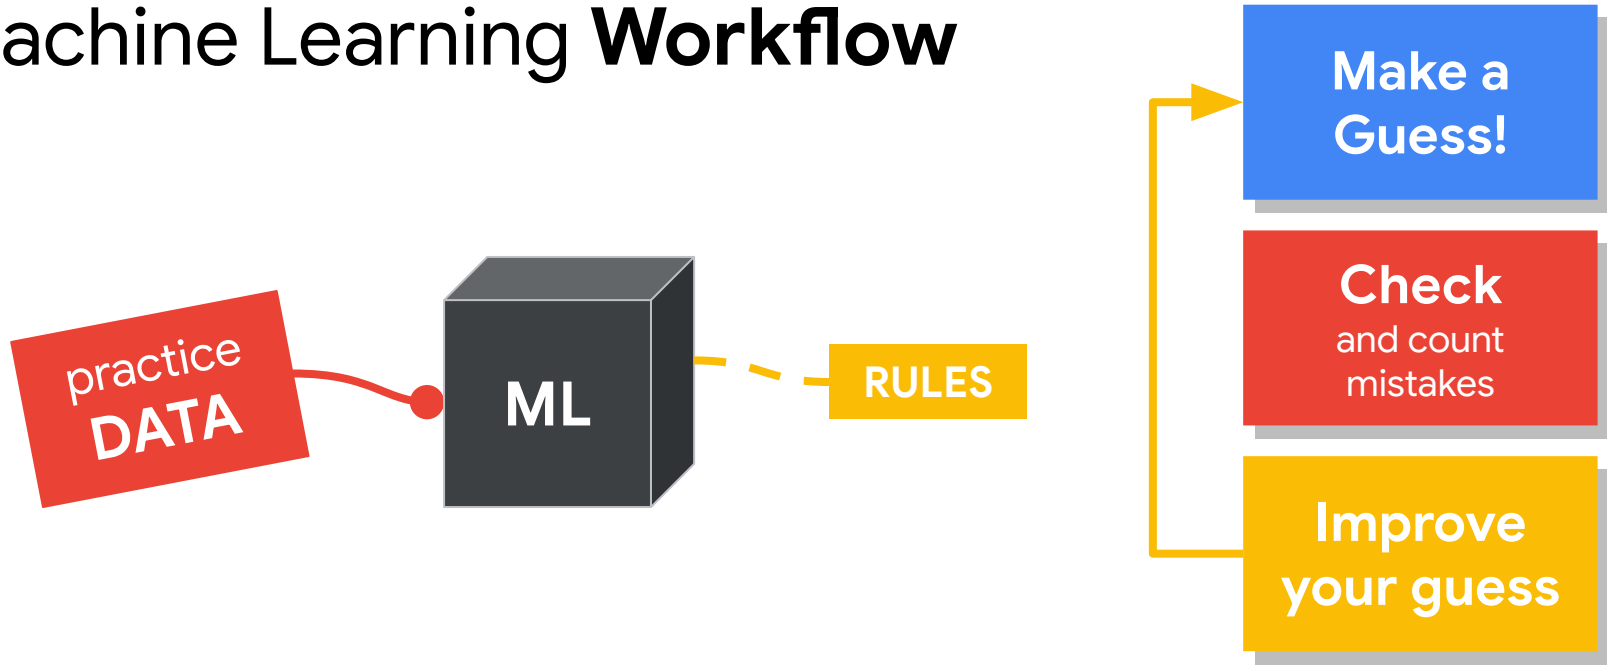 achine Learning Workflow
practice
DATA
ML
RULES
Make a
Guess!
Check
and count
mistakes
Improve
your guess